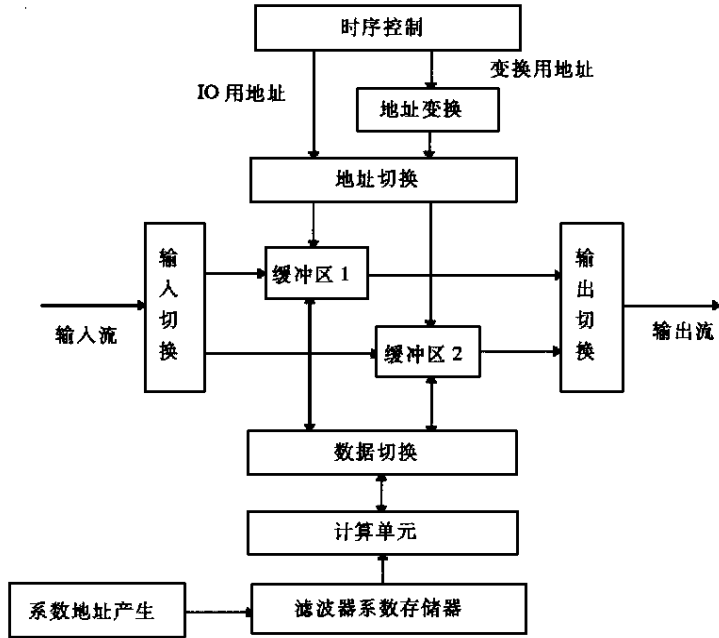 时序控制
IO 用地址
变换用地址
地址变换
地址切换
输入切换
缓冲区 1
输出切换
输入流
输出流
缓冲区 2
数据切换
计算单元
系数地址产生
滤波器系数存储器